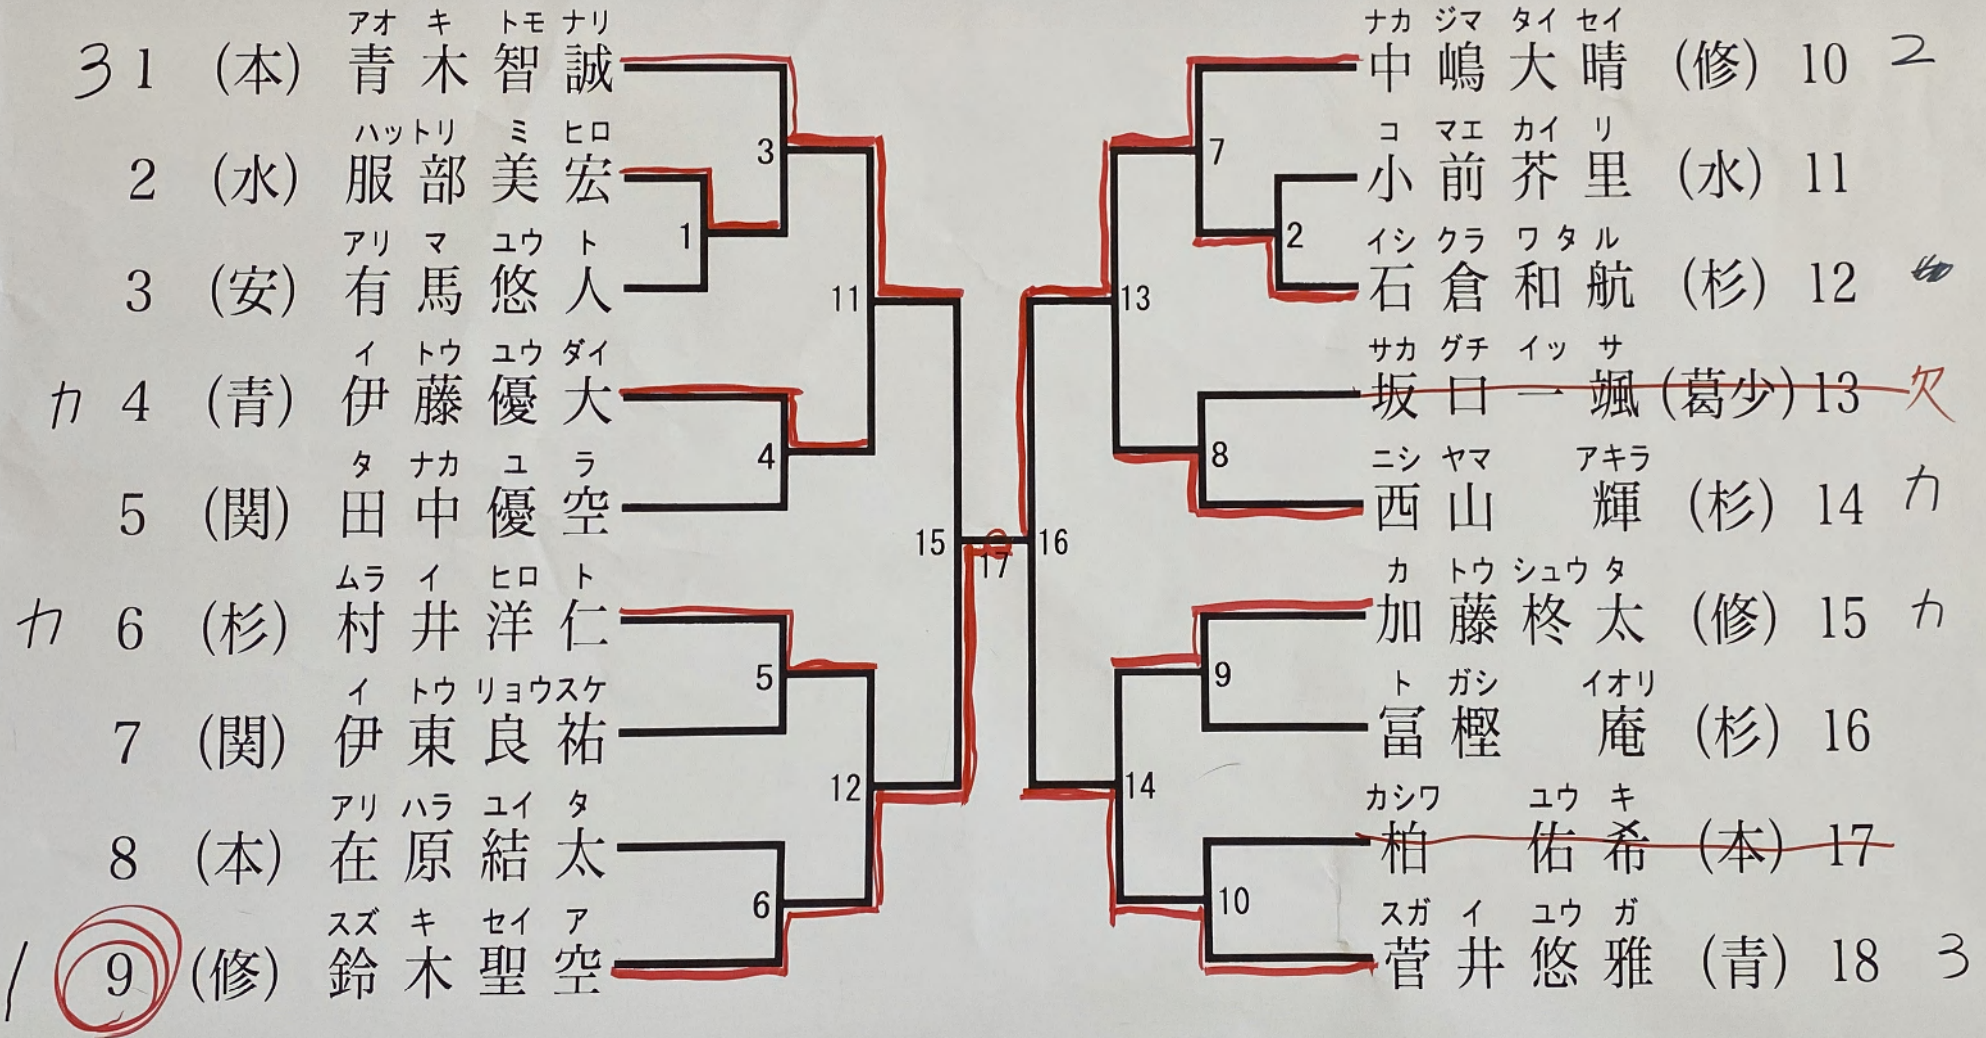 アオ キ トモ ナリ
3 1 (本) 青木智誠
ハットリ ミ ヒロ
2 (水) 服部美宏
アリ マ ユウ ト
3 (安) 有馬悠人
イ トウ ユウ ダイ
カ 4 (青) 伊藤優大
タ ナカ ユ ラ
5 (関) 田中優空
ムラ イ ヒロ ト
カ 6 (杉) 村井洋仁
イ トウ リョウスケ
7 (関) 伊東良祐
アリ ハラ ユイ タ
8 (本) 在原結太
スズ キ セイ ア
1 9 (修) 鈴木聖空
3
1
11
4
15
5
12
6
17
7
2
13
8
16
9
14
10
ナカ ジマ タイ セイ
中嶋大晴 (修) 10 2
コ マエ カイ リ
小前芥里 (水) 11
イシ クラ ワタル
石倉和航 (杉) 12
サカ グチ イッ サ
坂口一颯 (葛少) 13 欠
ニシ ヤマ アキラ
西山 輝 (杉) 14 カ
カ トウ シュウ タ
加藤柊太 (修) 15 カ
ト ガシ イオリ
冨樫 庵 (杉) 16
カシワ ユウ キ
柏 佑希 (本) 17
スガ イ ユウ ガ
菅井悠雅 (青) 18 3